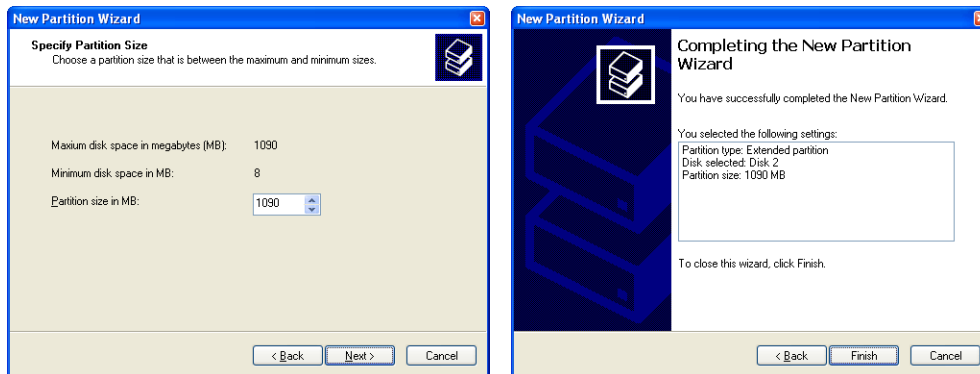 New Partition Wizard
Specify Partition Size
Choose a partition size that is between the maximum and minimum sizes.
Maxium disk space in megabytes (MB): 1090
Minimum disk space in MB: 8
Partition size in MB: 1090
< Back Next > Cancel
New Partition Wizard
Completing the New Partition
Wizard
You have successfully completed the New Partition Wizard.
You selected the following settings:
Partition type: Extended partition
Disk selected: Disk 2
Partition size: 1090 MB
To close this wizard, click Finish.
< Back Finish Cancel